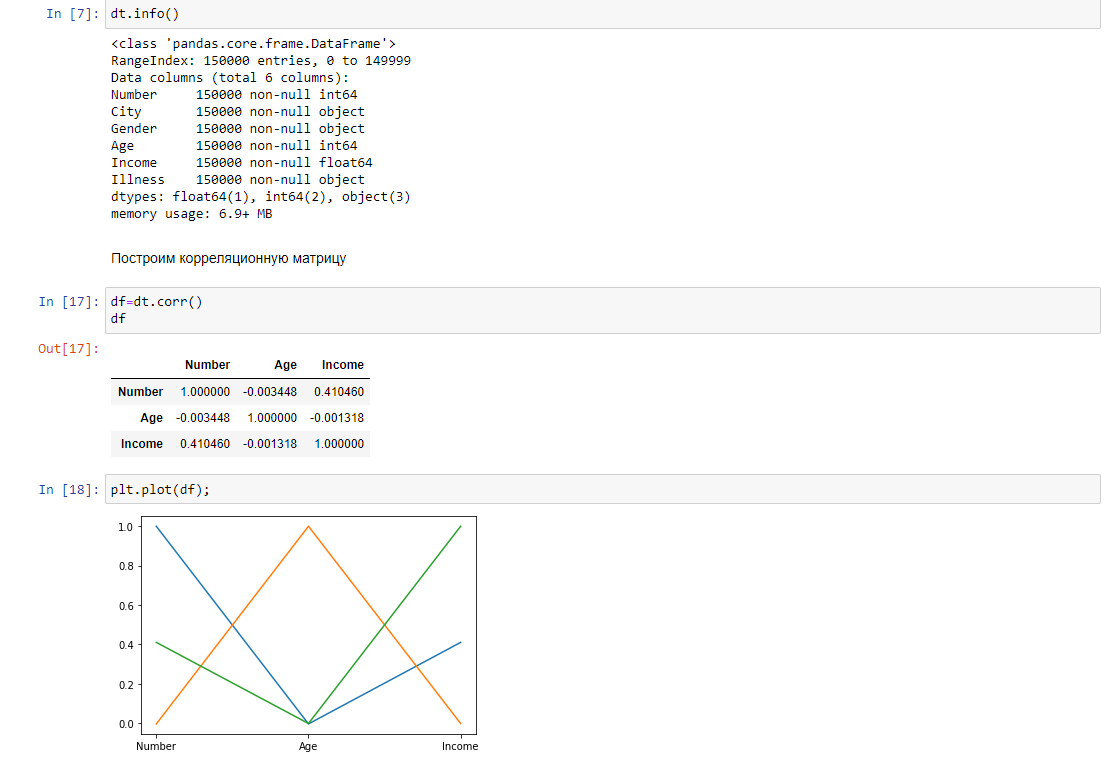 In [7]: dt.info()
<class 'pandas.core.frame.DataFrame'>
RangeIndex: 150000 entries, 0 to 149999
Data columns (total 6 columns):
Number     150000 non-null int64
City       150000 non-null object
Gender     150000 non-null object
Age        150000 non-null int64
Income     150000 non-null float64
Illness    150000 non-null object
dtypes: float64(1), int64(2), object(3)
memory usage: 6.9+ MB
Построим корреляционную матрицу
In [17]: df=dt.corr()
df
Out[17]:
Number Age Income
Number 1.000000 -0.003448 0.410460
Age -0.003448 1.000000 -0.001318
Income 0.410460 -0.001318 1.000000
In [18]: plt.plot(df);
1.0
0.8
0.6
0.4
0.2
0.0
Number Age Income